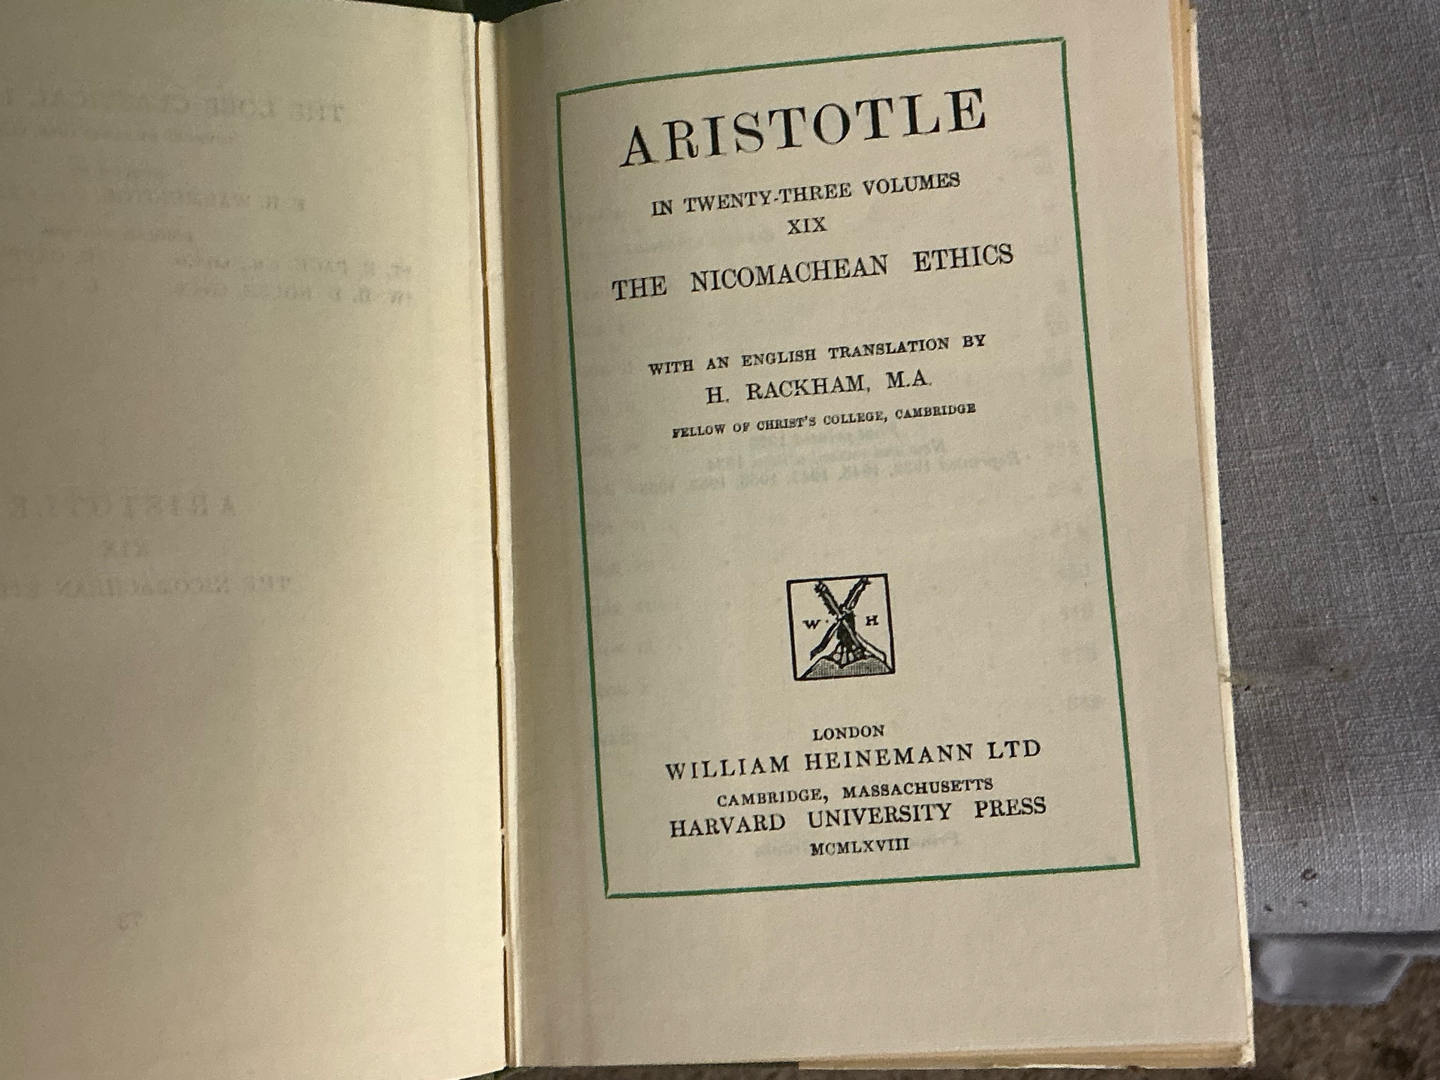 ARISTOTLE
IN TWENTY-THREE VOLUMES
XIX
THE NICOMACHEAN ETHICS
WITH AN ENGLISH TRANSLATION BY
H. RACKHAM, M.A.
FELLOW OF CHRIST'S COLLEGE, CAMBRIDGE
W H
LONDON
WILLIAM HEINEMANN LTD
CAMBRIDGE, MASSACHUSETTS
HARVARD UNIVERSITY PRESS
MCMLXVIII